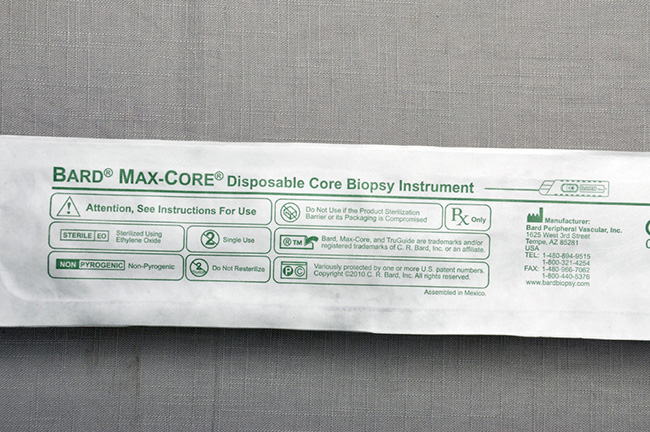 BARD® MAX-CORE® Disposable Core Biopsy Instrument
Attention, See Instructions For Use
Do Not Use if the Product Sterilization
Barrier or its Packaging is Compromised
Rx Only
STERILE EO Sterilized Using
Ethylene Oxide
2 Single Use
® TM Bard, Max-Core, and TruGuide are trademarks and/or
registered trademarks of C. R. Bard, Inc. or an affiliate.
NON PYROGENIC Non-Pyrogenic
2 Do Not Resterilize
P C Variously protected by one or more U.S. patent numbers.
Copyright ©2010 C. R. Bard, Inc. All rights reserved.
Assembled in Mexico.
Manufacturer:
Bard Peripheral Vascular, Inc.
1625 West 3rd Street
Tempe, AZ 85281
USA
TEL: 1-480-894-9515
1-800-321-4254
FAX: 1-480-966-7062
1-800-440-5376
www.bardbiopsy.com